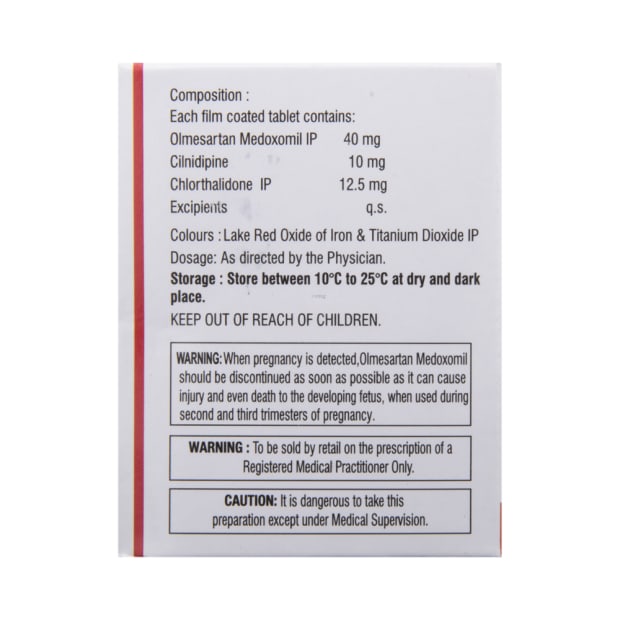 Composition :
Each film coated tablet contains:
Olmesartan Medoxomil IP 40 mg
Cilnidipine 10 mg
Chlorthalidone IP 12.5 mg
Excipients q.s.
Colours : Lake Red Oxide of Iron & Titanium Dioxide IP
Dosage: As directed by the Physician.
Storage : Store between 10°C to 25°C at dry and dark
place.
KEEP OUT OF REACH OF CHILDREN.
WARNING: When pregnancy is detected,Olmesartan Medoxomil
should be discontinued as soon as possible as it can cause
injury and even death to the developing fetus, when used during
second and third trimesters of pregnancy.
WARNING : To be sold by retail on the prescription of a
Registered Medical Practitioner Only.
CAUTION: It is dangerous to take this
preparation except under Medical Supervision.